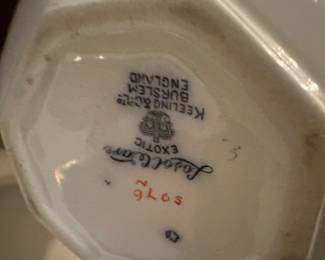 Losol Ware
EXOTIC
KEELING & Co LTD
BURSLEM
ENGLAND
5076
N